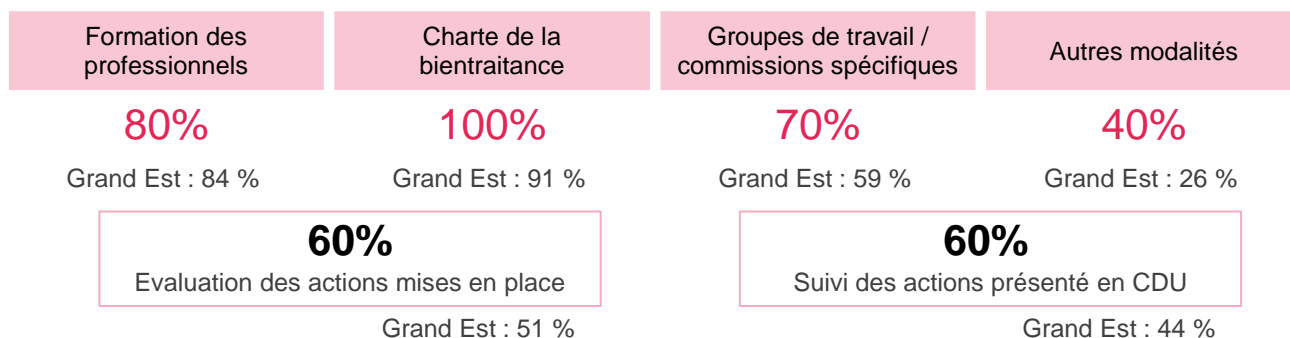 Formation des
professionnels
Charte de la
bientraitance
Groupes de travail /
commissions spécifiques
Autres modalités
80%
100%
70%
40%
Grand Est : 84 %
Grand Est : 91 %
Grand Est : 59 %
Grand Est : 26 %
60%
Evaluation des actions mises en place
Grand Est : 51 %
60%
Suivi des actions présenté en CDU
Grand Est : 44 %